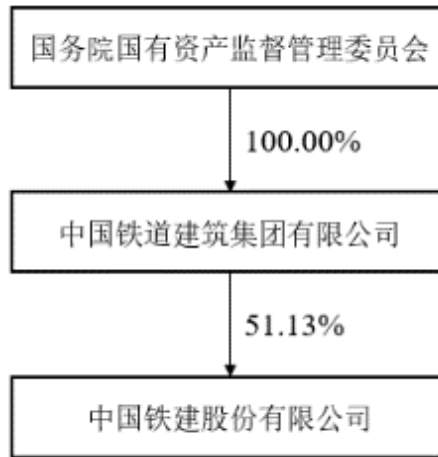 国务院国有资产监督管理委员会
100.00%
中国铁道建筑集团有限公司
51.13%
中国铁建股份有限公司